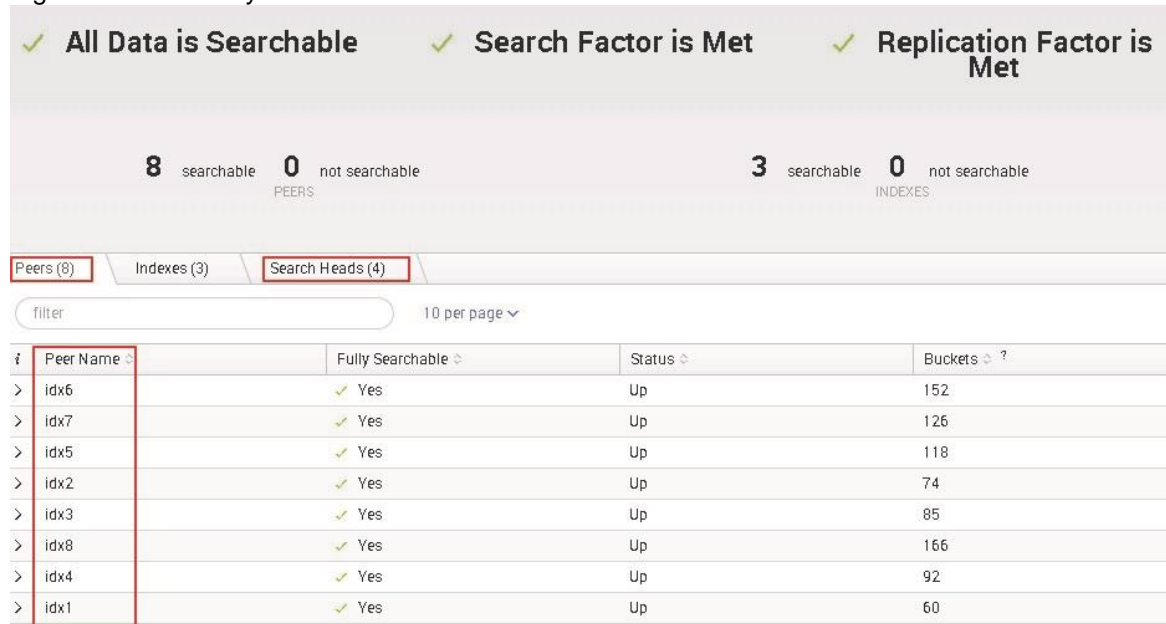 ✓ All Data is Searchable ✓ Search Factor is Met ✓ Replication Factor is
Met
8 searchable 0 not searchable 3 searchable 0 not searchable
PEERS INDEXES
Peers (8) Indexes (3) Search Heads (4)
filter 10 per page
i Peer Name Fully Searchable Status Buckets ?
> idx6 ✓ Yes Up 152
> idx7 ✓ Yes Up 126
> idx5 ✓ Yes Up 118
> idx2 ✓ Yes Up 74
> idx3 ✓ Yes Up 85
> idx8 ✓ Yes Up 166
> idx4 ✓ Yes Up 92
> idx1 ✓ Yes Up 60